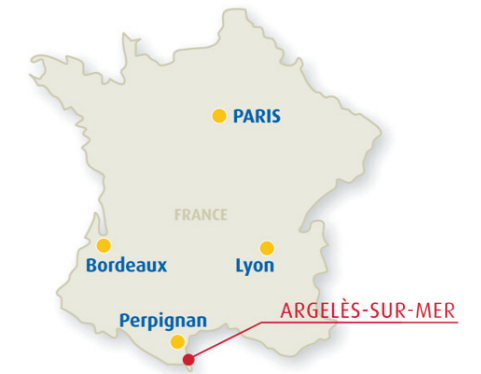 PARIS
FRANCE
Bordeaux
Lyon
ARGELÈS-SUR-MER
Perpignan